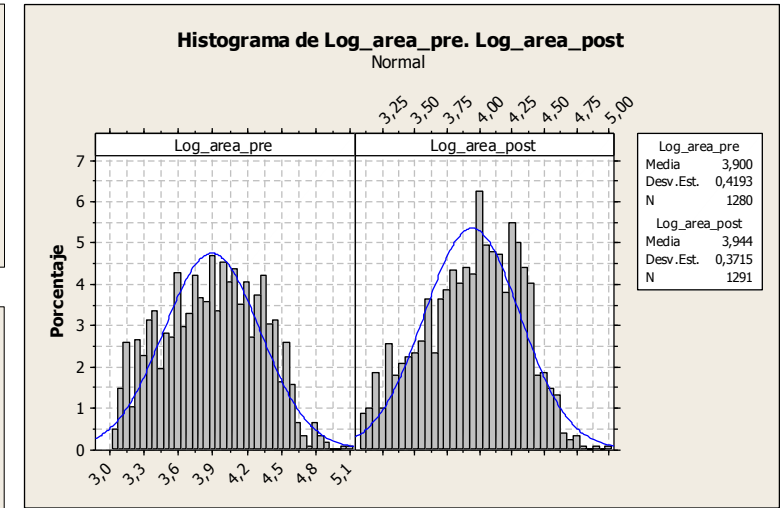 Histograma de Log_area_pre. Log_area_post
Normal
3,25 3,50 3,75 4,00 4,25 4,50 4,75 5,00
Log_area_pre
Log_area_post
7
6
5
4
3
2
1
0
Porcentaje
3,0 3,3 3,6 3,9 4,2 4,5 4,8 5,1
Log_area_pre
Media 3,900
Desv.Est. 0,4193
N 1280
Log_area_post
Media 3,944
Desv.Est. 0,3715
N 1291